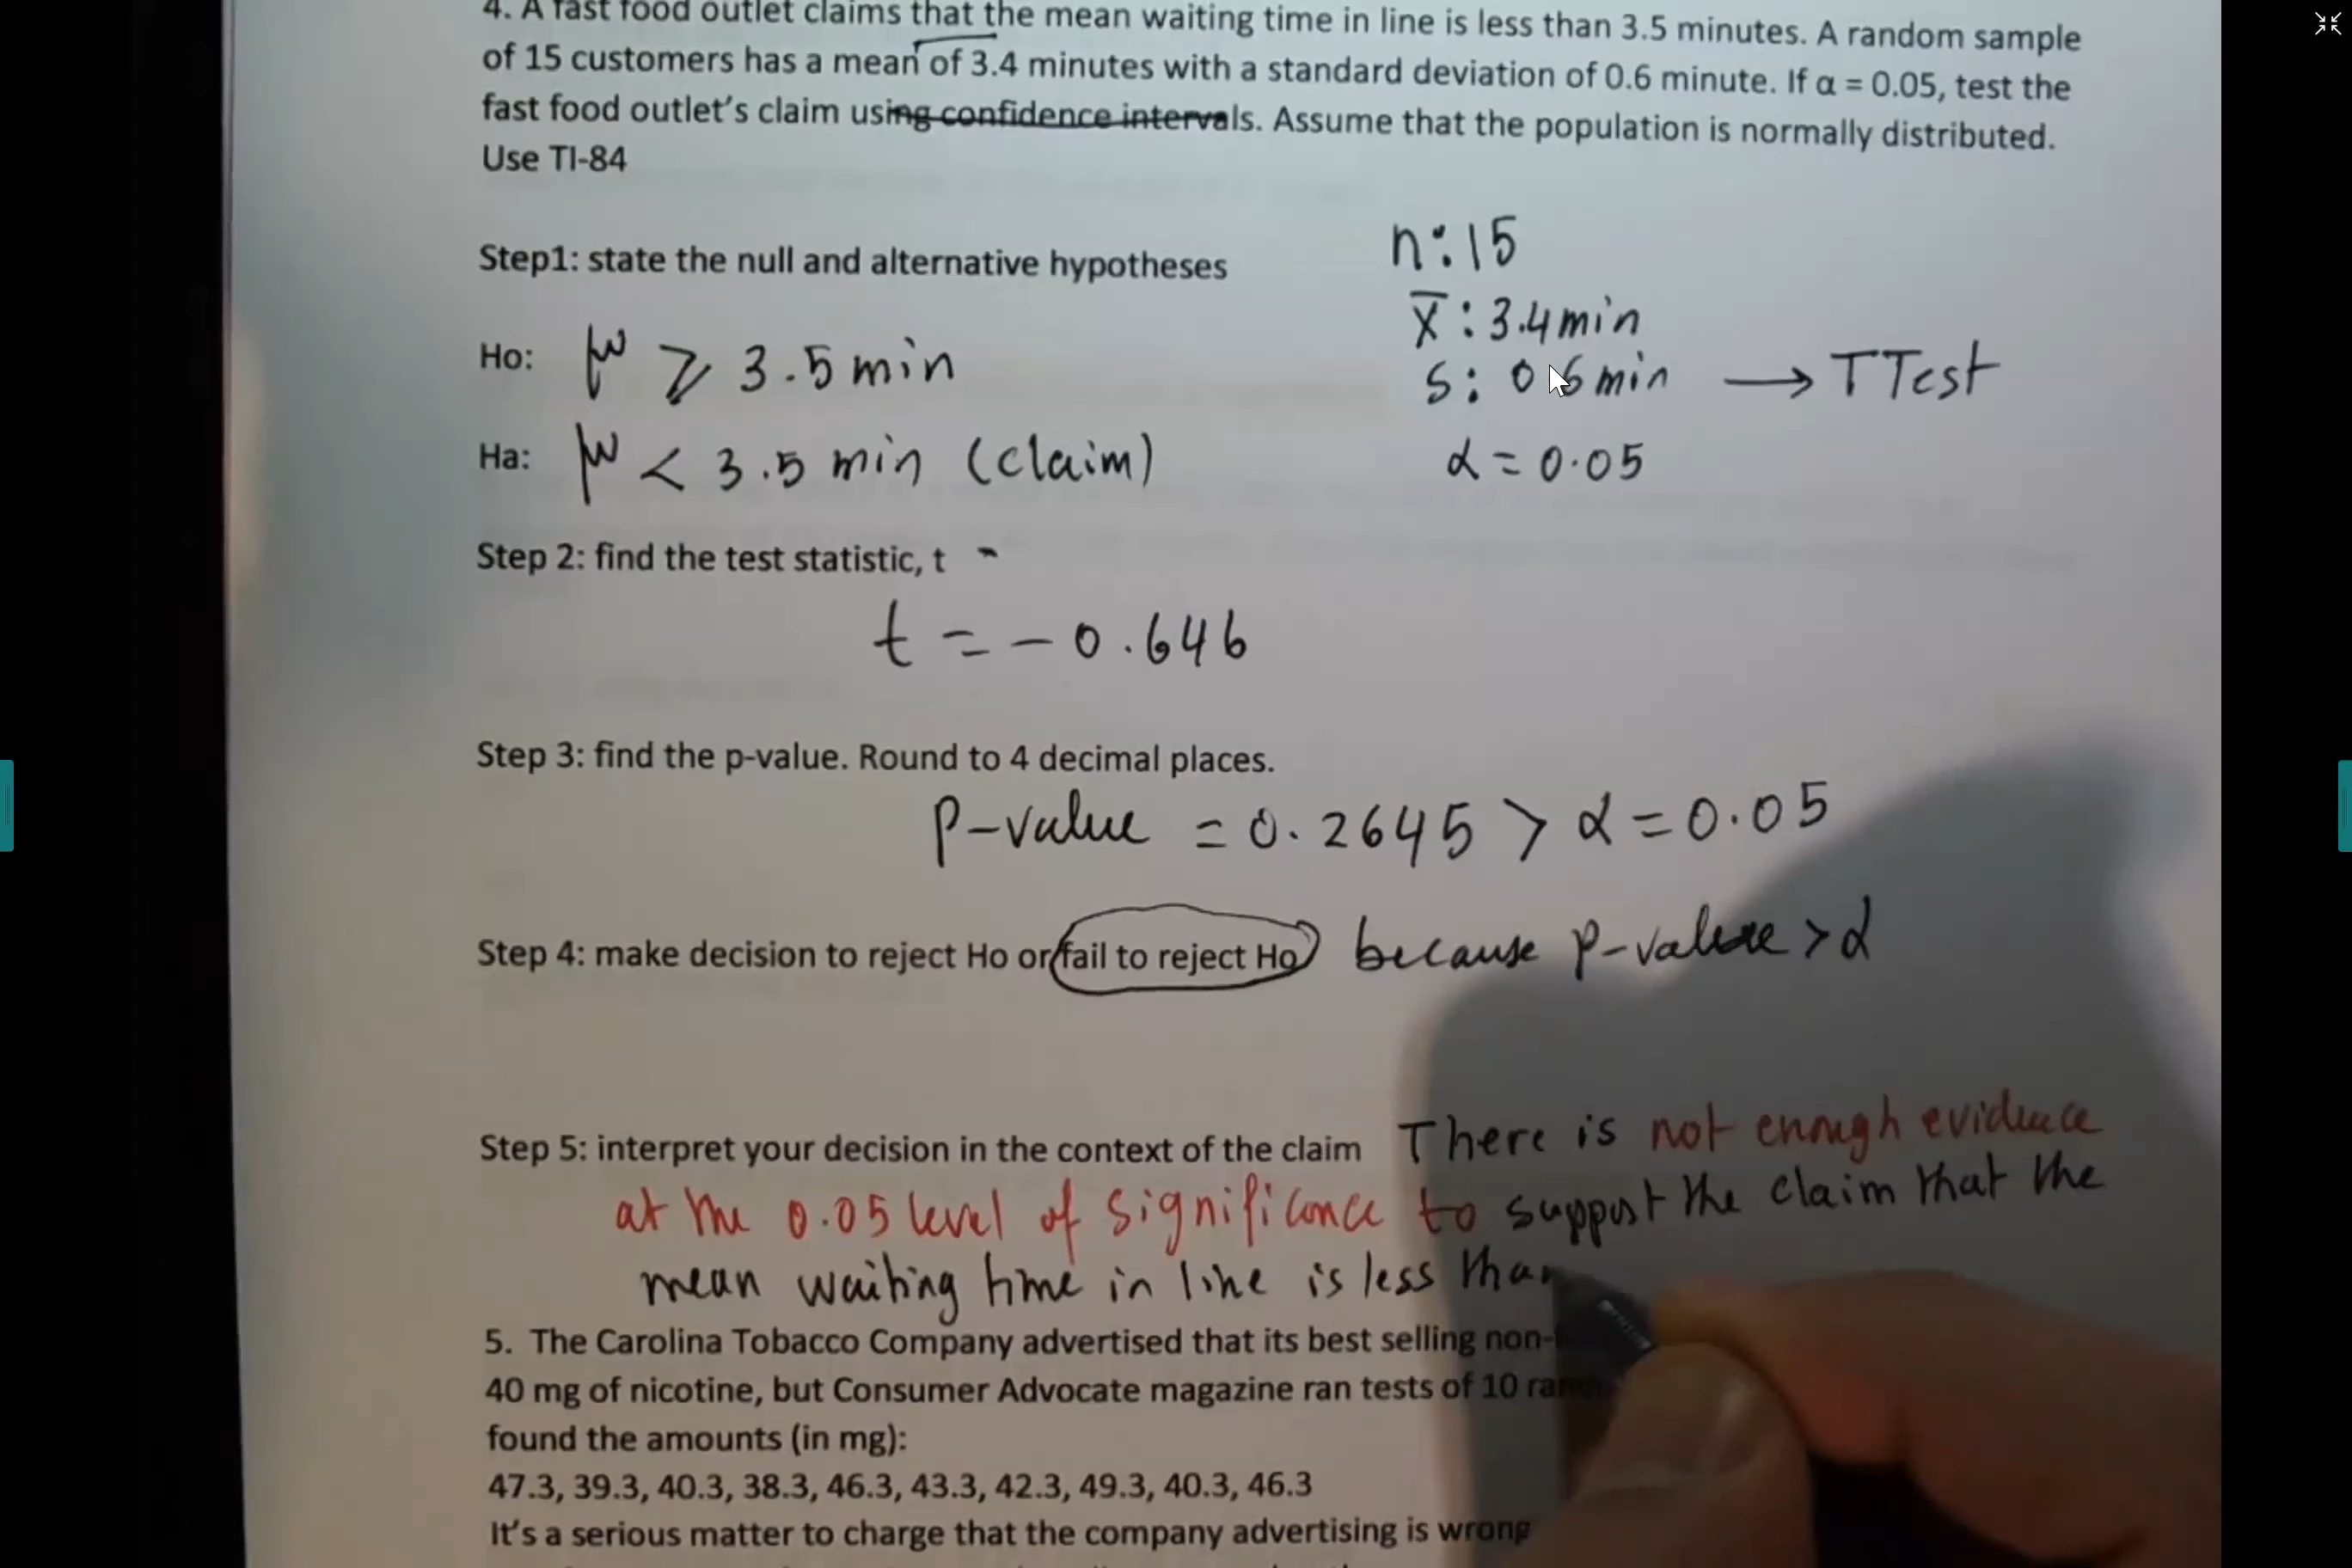 4. A fast food outlet claims that the mean waiting time in line is less than 3.5 minutes. A random sample
of 15 customers has a mean of 3.4 minutes with a standard deviation of 0.6 minute. If α = 0.05, test the
fast food outlet's claim using confidence intervals. Assume that the population is normally distributed.
Use TI-84
Step1: state the null and alternative hypotheses
n: 15
x̄ : 3.4 min
s: 0.6 min → T Test
α = 0.05
Ho: μ ≥ 3.5 min
Ha: μ < 3.5 min (claim)
Step 2: find the test statistic, t
t = -0.646
Step 3: find the p-value. Round to 4 decimal places.
P-value = 0.2645 > α = 0.05
Step 4: make decision to reject Ho or fail to reject Ho because p-value > α
Step 5: interpret your decision in the context of the claim There is not enough evidence
at the 0.05 level of significance to support the claim that the
mean waiting time in line is less than
5. The Carolina Tobacco Company advertised that its best selling non-
40 mg of nicotine, but Consumer Advocate magazine ran tests of 10
found the amounts (in mg):
47.3, 39.3, 40.3, 38.3, 46.3, 43.3, 42.3, 49.3, 40.3, 46.3
It's a serious matter to charge that the company advertising is wrong